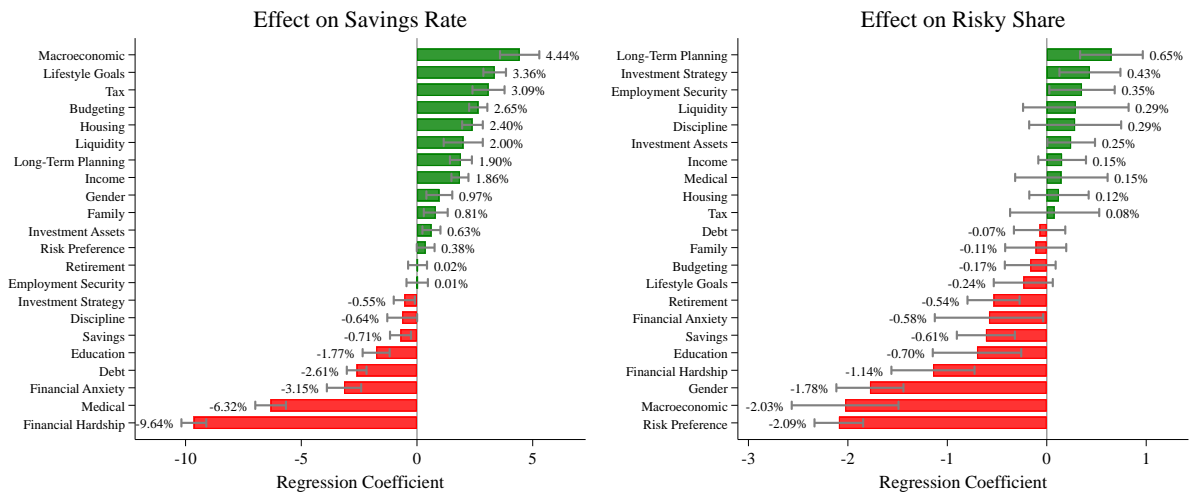 Effect on Savings Rate
Macroeconomic 4.44%
Lifestyle Goals 3.36%
Tax 3.09%
Budgeting 2.65%
Housing 2.40%
Liquidity 2.00%
Long-Term Planning 1.90%
Income 1.86%
Gender 0.97%
Family 0.81%
Investment Assets 0.63%
Risk Preference 0.38%
Retirement 0.02%
Employment Security 0.01%
Investment Strategy -0.55%
Discipline -0.64%
Savings -0.71%
Education -1.77%
Debt -2.61%
Financial Anxiety -3.15%
Medical -6.32%
Financial Hardship -9.64%
-10 -5 0 5
Regression Coefficient
Effect on Risky Share
Long-Term Planning 0.65%
Investment Strategy 0.43%
Employment Security 0.35%
Liquidity 0.29%
Discipline 0.29%
Investment Assets 0.25%
Income 0.15%
Medical 0.15%
Housing 0.12%
Tax 0.08%
Debt -0.07%
Family -0.11%
Budgeting -0.17%
Lifestyle Goals -0.24%
Retirement -0.54%
Financial Anxiety -0.58%
Savings -0.61%
Education -0.70%
Financial Hardship -1.14%
Gender -1.78%
Macroeconomic -2.03%
Risk Preference -2.09%
-3 -2 -1 0 1
Regression Coefficient